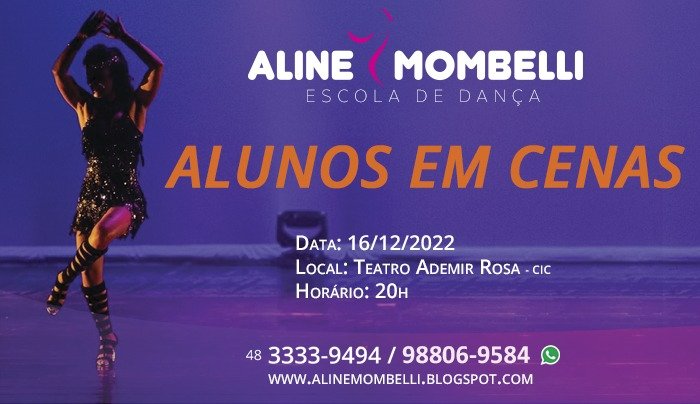 ALINE MOMBELLI
ESCOLA DE DANÇA
ALUNOS EM CENAS
DATA: 16/12/2022
LOCAL: TEATRO ADEMIR ROSA - CIC
HORÁRIO: 20H
48 3333-9494 / 98806-9584
WWW.ALINEMOMBELLI.BLOGSPOT.COM